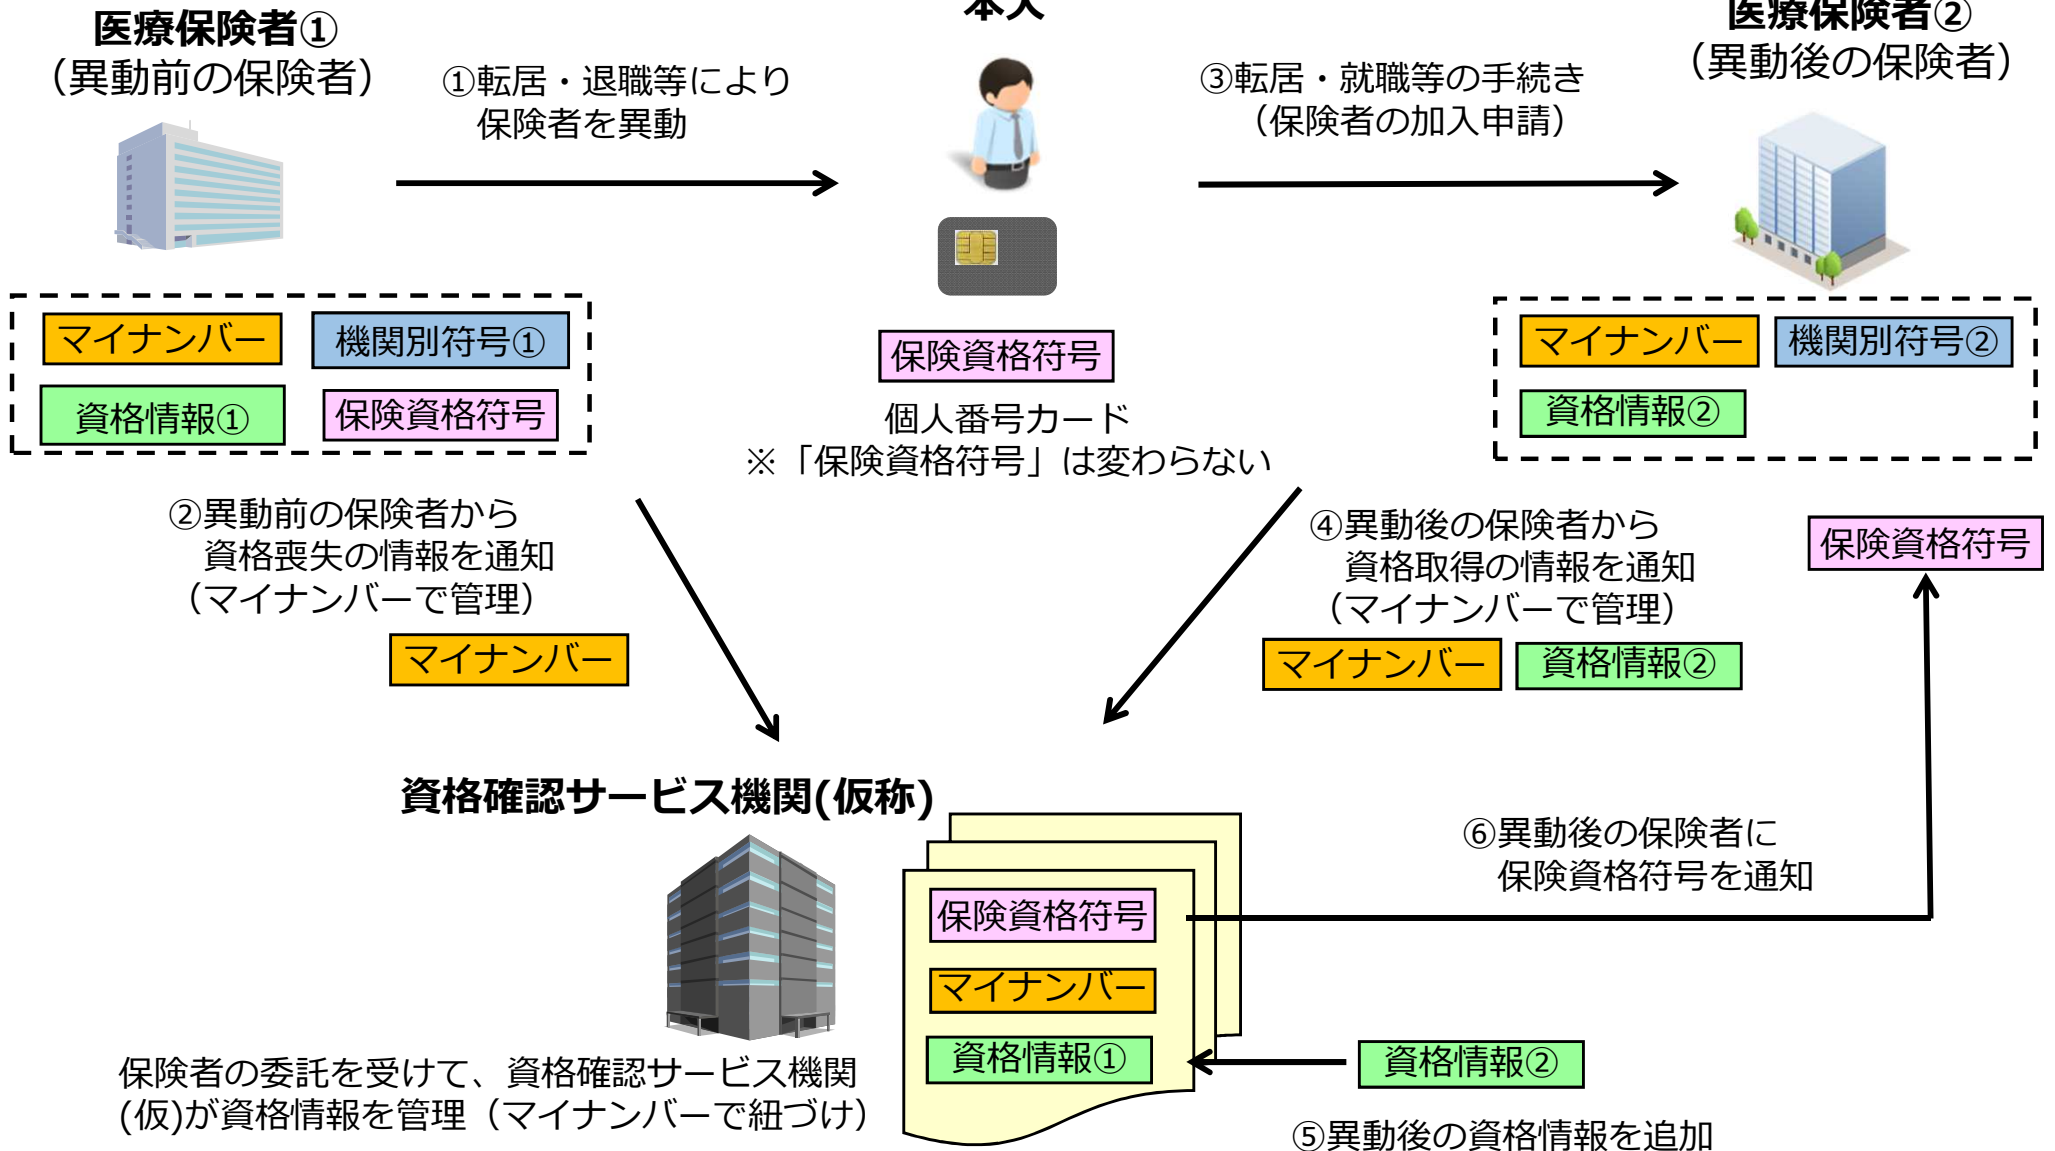 医療保険者①
（異動前の保険者）
①転居・退職等により
保険者を異動
本人
③転居・就職等の手続き
（保険者の加入申請）
医療保険者②
（異動後の保険者）
マイナンバー
機関別符号①
資格情報①
保険資格符号
保険資格符号
個人番号カード
※「保険資格符号」は変わらない
マイナンバー
機関別符号②
資格情報②
②異動前の保険者から
資格喪失の情報を通知
（マイナンバーで管理）
マイナンバー
④異動後の保険者から
資格取得の情報を通知
（マイナンバーで管理）
マイナンバー
資格情報②
保険資格符号
資格確認サービス機関(仮称)
⑥異動後の保険者に
保険資格符号を通知
保険資格符号
マイナンバー
資格情報①
資格情報②
保険者の委託を受けて、資格確認サービス機関
(仮)が資格情報を管理（マイナンバーで紐づけ）
⑤異動後の資格情報を追加